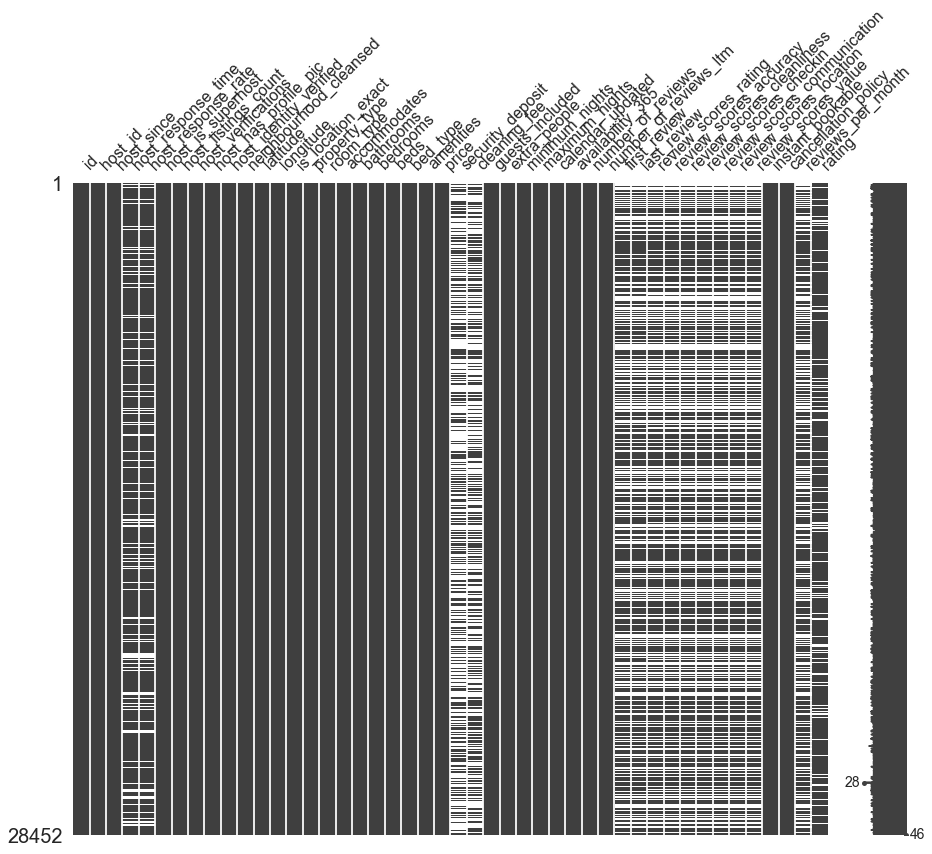 id
host_id
host_since
host_response_time
host_response_rate
host_is_superhost
host_listings_count
host_verifications
host_has_profile_pic
host_identity_verified
neighbourhood_cleansed
latitude
longitude
is_location_exact
property_type
room_type
accommodates
bathrooms
bedrooms
beds
bed_type
amenities
price
security_deposit
cleaning_fee
guests_included
extra_people
minimum_nights
maximum_nights
calendar_updated
availability_365
number_of_reviews
number_of_reviews_ltm
first_review
last_review
review_scores_rating
review_scores_accuracy
review_scores_cleanliness
review_scores_checkin
review_scores_communication
review_scores_location
review_scores_value
instant_bookable
cancellation_policy
reviews_per_month
rating
1
28
28452
46